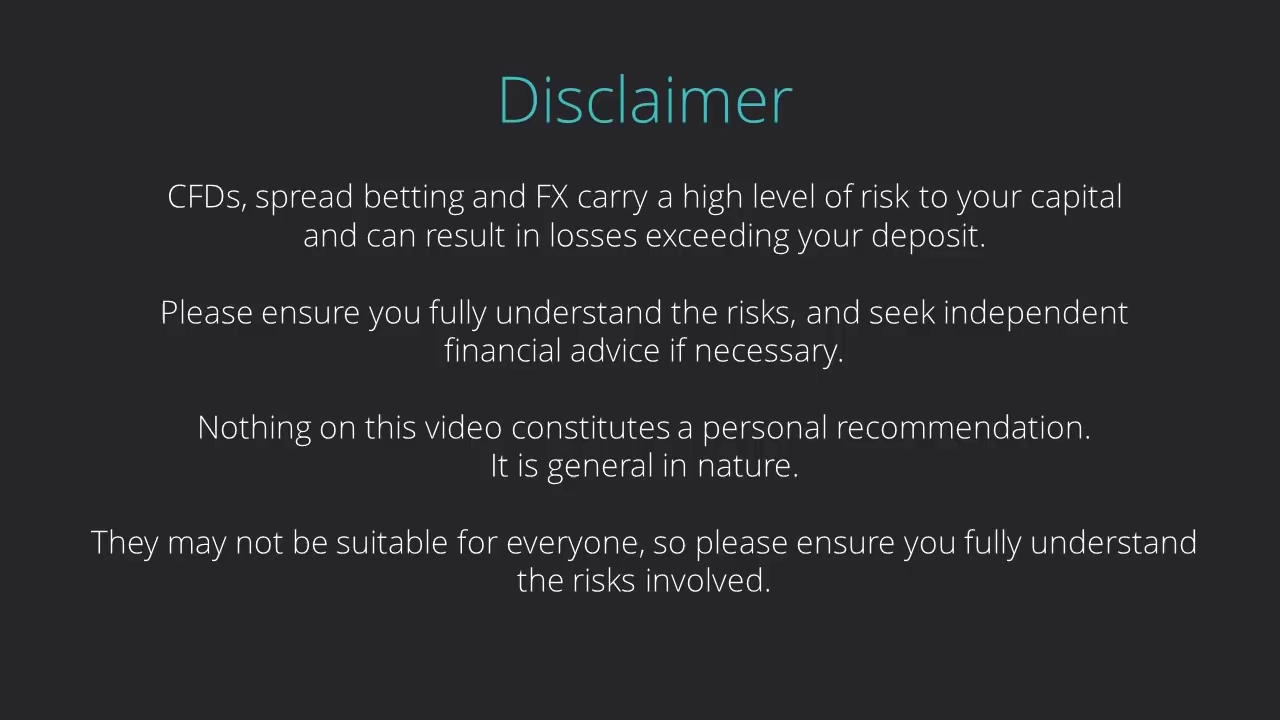 Disclaimer
CFDs, spread betting and FX carry a high level of risk to your capital
and can result in losses exceeding your deposit.
Please ensure you fully understand the risks, and seek independent
financial advice if necessary.
Nothing on this video constitutes a personal recommendation.
It is general in nature.
They may not be suitable for everyone, so please ensure you fully understand
the risks involved.